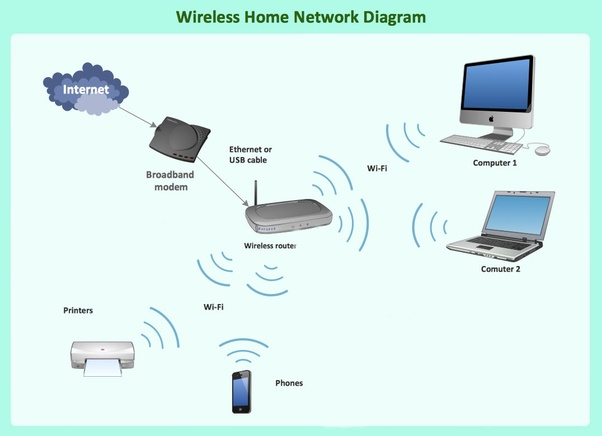 Wireless Home Network Diagram
Internet
Ethernet or
USB cable
Broadband
modem
Wi-Fi
Computer 1
Wireless router
Comuter 2
Wi-Fi
Printers
Phones